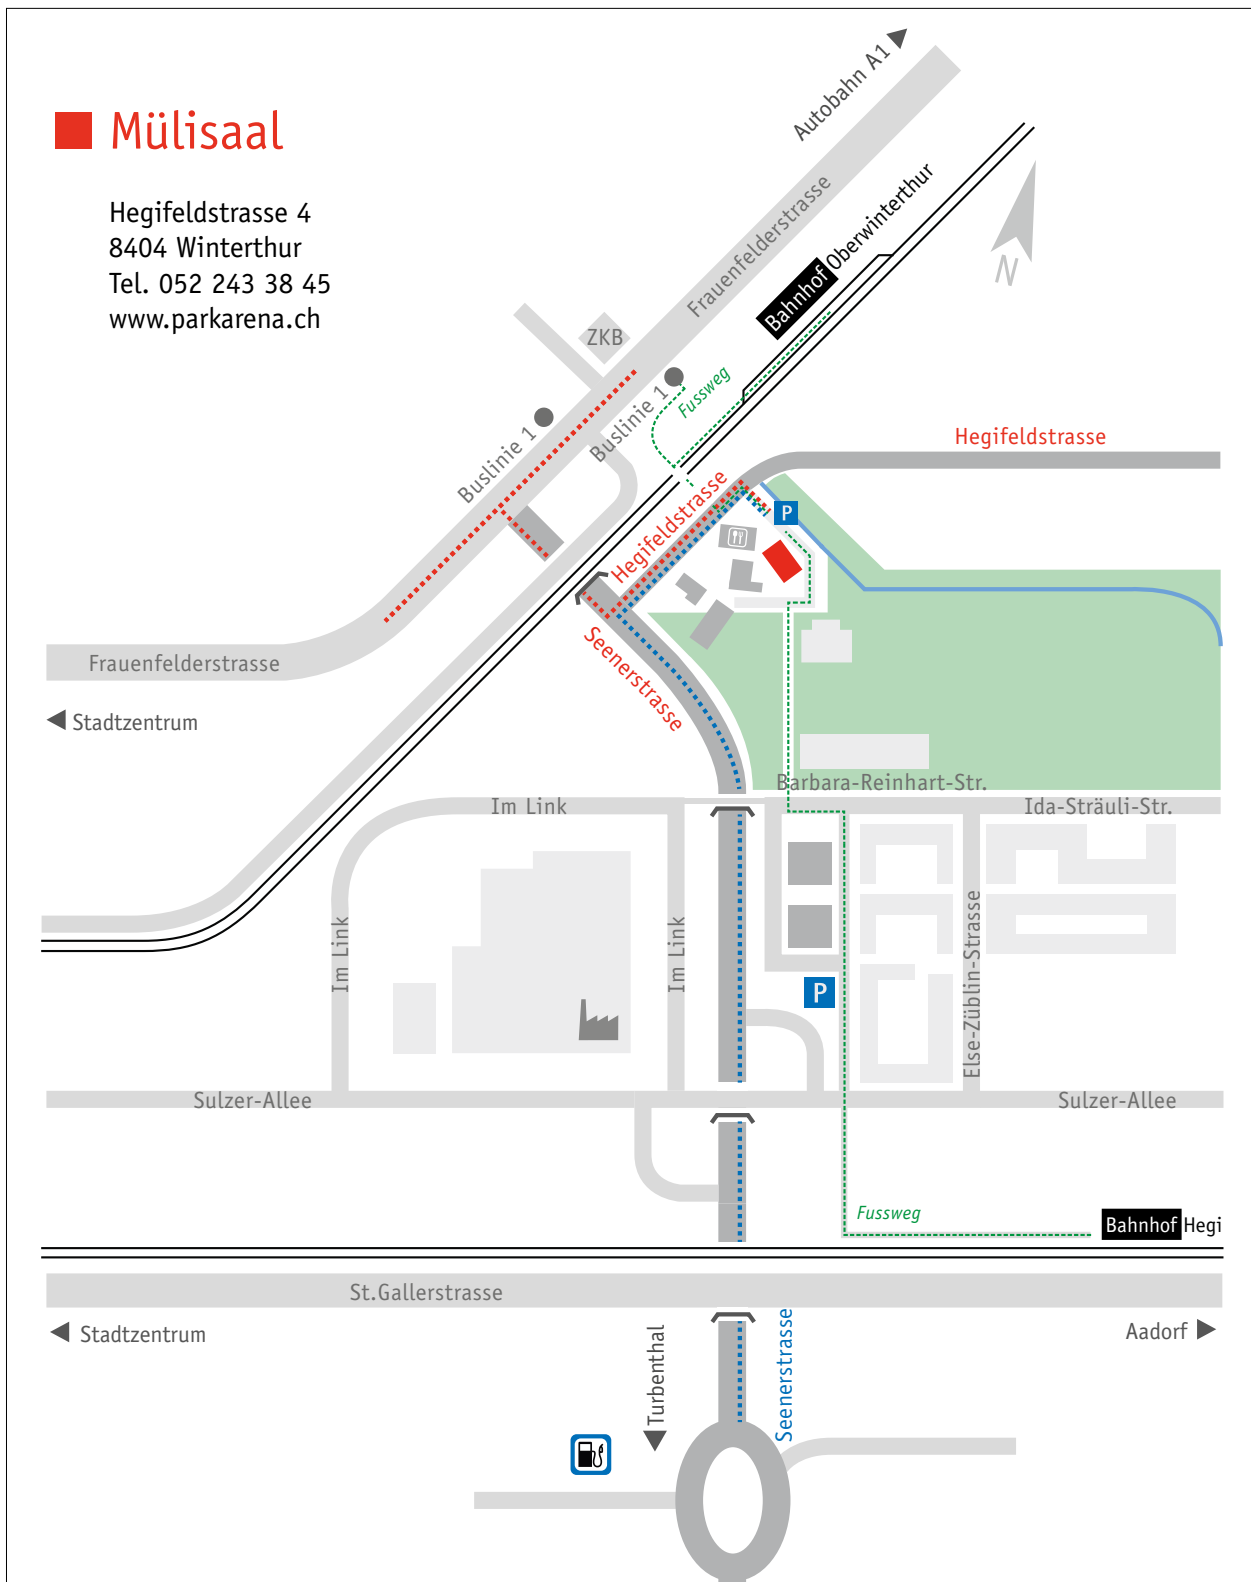 Mülisaal
Hegifeldstrasse 4
8404 Winterthur
Tel. 052 243 38 45
www.parkarena.ch
Autobahn A1
Frauenfelderstrasse
Bahnhof Oberwinterthur
N
ZKB
Buslinie 1
Buslinie 1
Fussweg
Hegifeldstrasse
Hegifeldstrasse
P
Seenerstrasse
Frauenfelderstrasse
Stadtzentrum
Barbara-Reinhart-Str.
Im Link
Ida-Sträuli-Str.
Im Link
Im Link
Else-Züblin-Strasse
P
Sulzer-Allee
Sulzer-Allee
Fussweg
Bahnhof Hegi
St.Gallerstrasse
Stadtzentrum
Aadorf
Turbenthal
Seenerstrasse